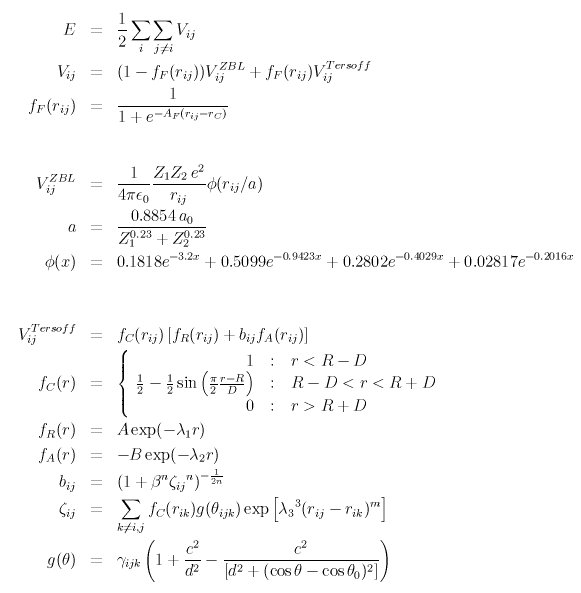 E = \frac{1}{2} \sum_{i} \sum_{j \neq i} V_{ij}
V_{ij} = (1 - f_F(r_{ij})) V_{ij}^{ZBL} + f_F(r_{ij}) V_{ij}^{Tersoff}
f_F(r_{ij}) = \frac{1}{1 + e^{-A_F(r_{ij} - r_C)}}
V_{ij}^{ZBL} = \frac{1}{4\pi\epsilon_0} \frac{Z_1 Z_2 \, e^2}{r_{ij}} \phi(r_{ij}/a)
a = \frac{0.8854 \, a_0}{Z_1^{0.23} + Z_2^{0.23}}
\phi(x) = 0.1818e^{-3.2x} + 0.5099e^{-0.9423x} + 0.2802e^{-0.4029x} + 0.02817e^{-0.2016x}
V_{ij}^{Tersoff} = f_C(r_{ij}) [f_R(r_{ij}) + b_{ij} f_A(r_{ij})]
f_C(r) = \begin{cases} 1 & : r < R - D \\ \frac{1}{2} - \frac{1}{2} \sin\left(\frac{\pi}{2} \frac{r-R}{D}\right) & : R - D < r < R + D \\ 0 & : r > R + D \end{cases}
f_R(r) = A \exp(-\lambda_1 r)
f_A(r) = -B \exp(-\lambda_2 r)
b_{ij} = (1 + \beta^n {\zeta_{ij}}^n)^{-\frac{1}{2n}}
\zeta_{ij} = \sum_{k \neq i,j} f_C(r_{ik}) g(\theta_{ijk}) \exp\left[{\lambda_3}^3 (r_{ij} - r_{ik})^m\right]
g(\theta) = \gamma_{ijk} \left(1 + \frac{c^2}{d^2} - \frac{c^2}{[d^2 + (\cos\theta - \cos\theta_0)^2]}\right)